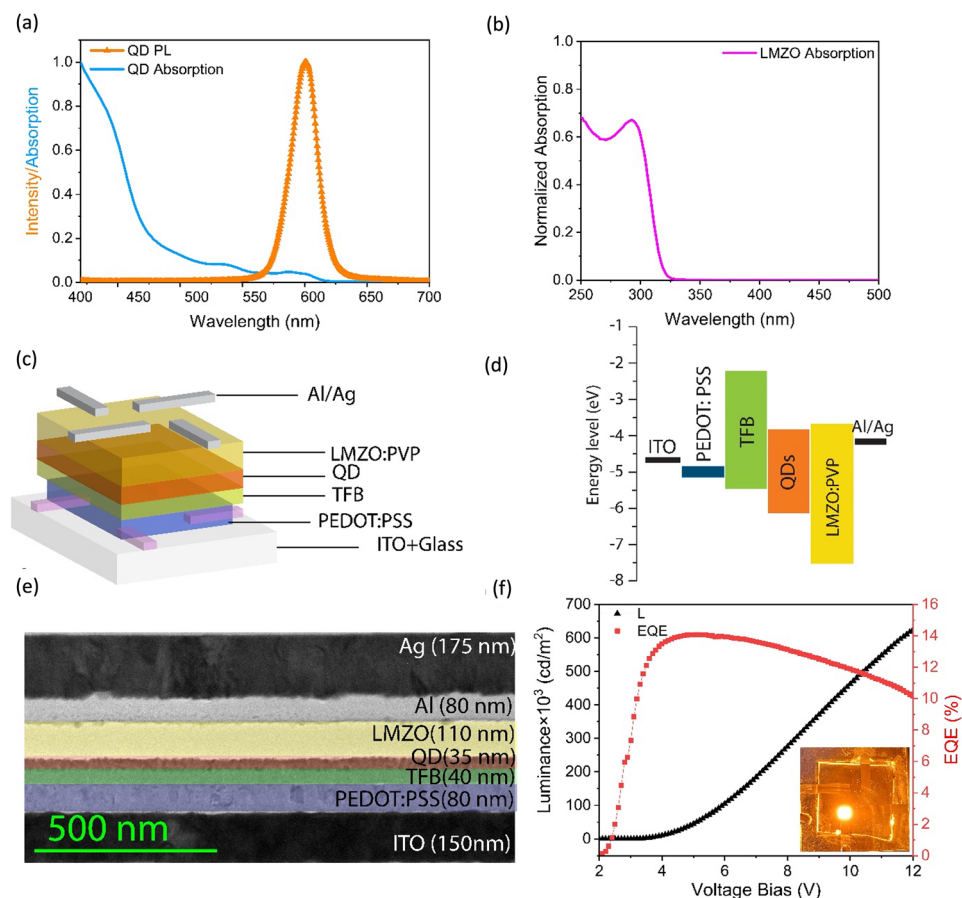 (a)
QD PL
QD Absorption
Intensity/Absorption
1.0
0.8
0.6
0.4
0.2
0.0
400
450
500
550
600
650
700
Wavelength (nm)
(b)
LMZO Absorption
Normalized Absorption
1.0
0.8
0.6
0.4
0.2
0.0
250
300
350
400
450
500
Wavelength (nm)
(c)
Al/Ag
LMZO:PVP
QD
TFB
PEDOT:PSS
ITO+Glass
(d)
Energy level (eV)
-1
-2
-3
-4
-5
-6
-7
-8
ITO
PEDOT: PSS
TFB
QDs
LMZO:PVP
Al/Ag
(e)
Ag (175 nm)
Al (80 nm)
LMZO(110 nm)
QD(35 nm)
TFB(40 nm)
PEDOT:PSS(80 nm)
ITO (150nm)
500 nm
(f)
L
EQE
Luminance×10³ (cd/m²)
700
600
500
400
300
200
100
0
2
4
6
8
10
12
Voltage Bias (V)
16
14
12
10
8
6
4
2
0
EQE (%)